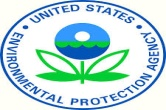 UNITED STATES
ENVIRONMENTAL PROTECTION AGENCY